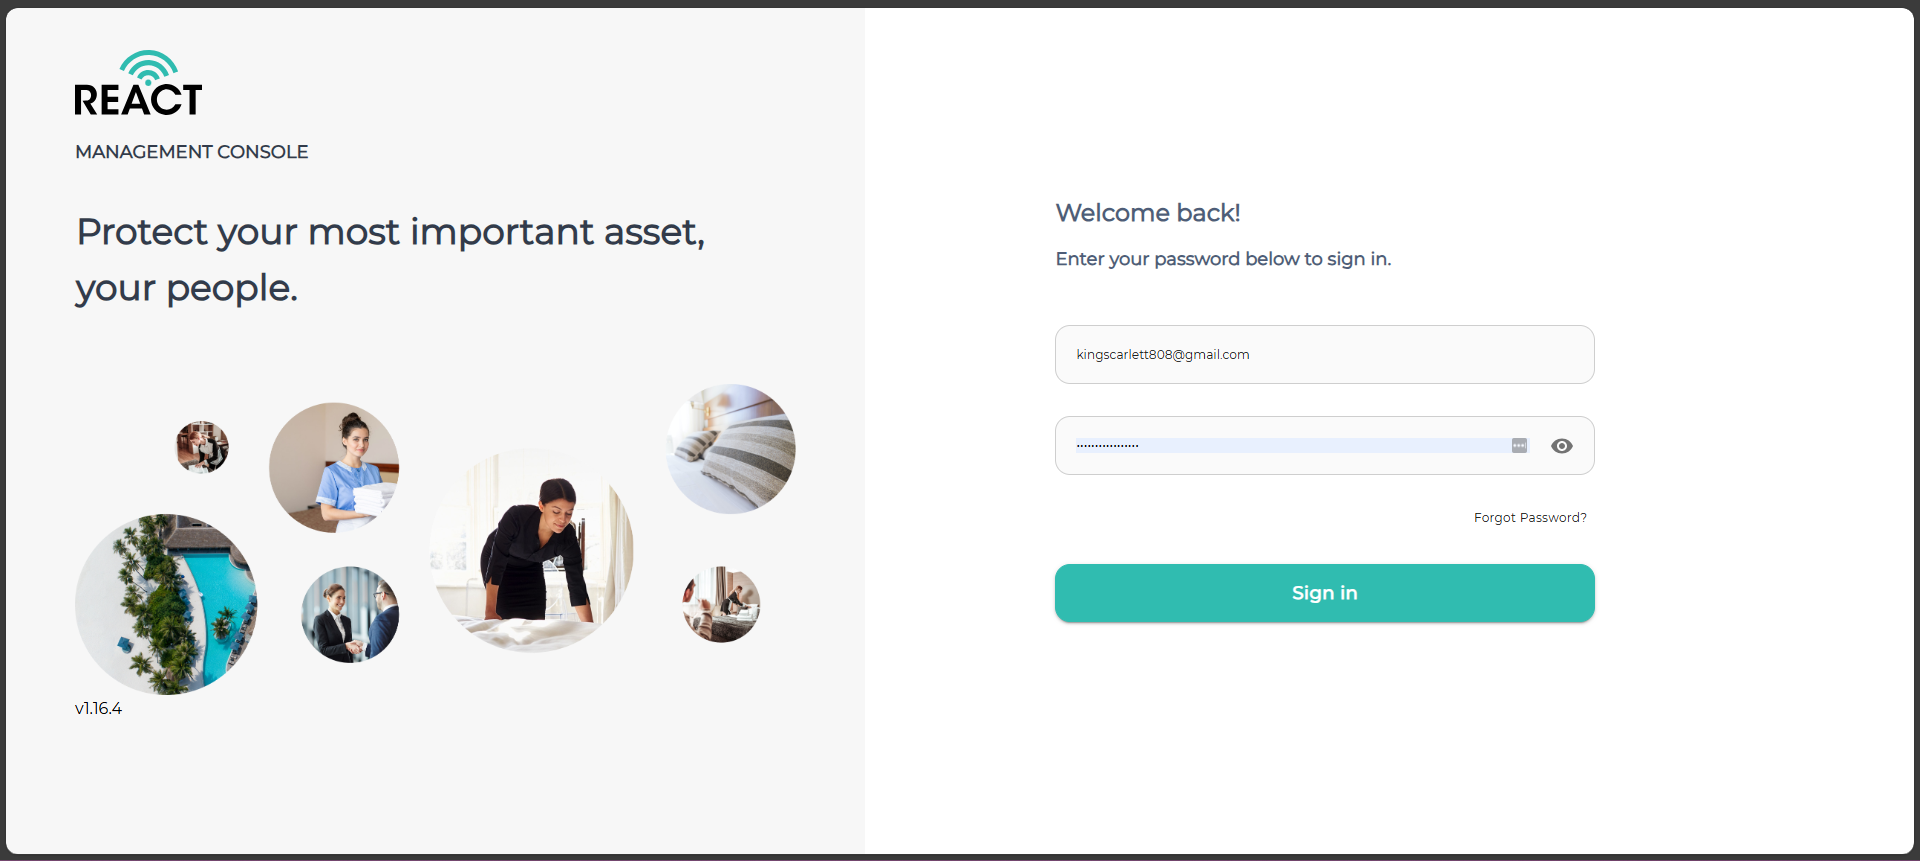 REACT
MANAGEMENT CONSOLE
Protect your most important asset,
your people.
v1.16.4
Welcome back!
Enter your password below to sign in.
kingscarlett808@gmail.com
•••••••••••••••••
Forgot Password?
Sign in